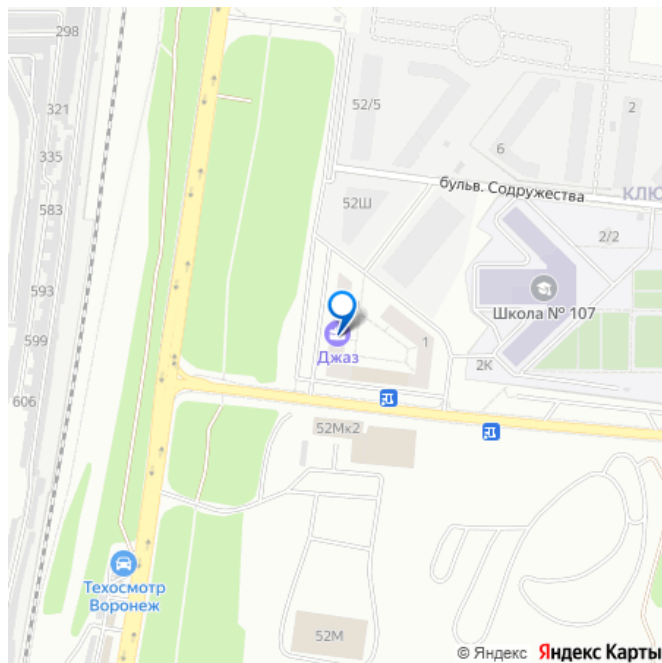 298
321
52/5
2
335
6
бульв. Содружества
583
52Ш
КЛЮ
2/2
593
Школа № 107
599
Джаз
1
2К
606
52Мк2
Техосмотр
Воронеж
52М
© Яндекс Яндекс Карты